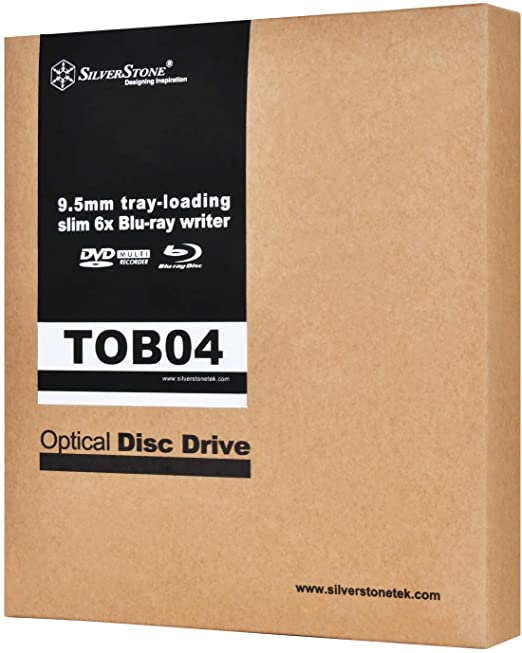 SILVERSTONE®
Designing Inspiration
9.5mm tray-loading
slim 6x Blu-ray writer
DVD MULTI RECORDER Blu-ray Disc
TOB04
www.silverstonetek.com
Optical Disc Drive
www.silverstonetek.com